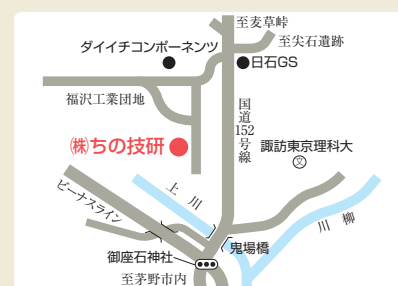 至麦草峠
至尖石遺跡
ダイイチコンポーネンツ
日石GS
福沢工業団地
国道152号線
㈱ちの技研
諏訪東京理科大
文
ビーナスライン
上川
川柳
鬼場橋
御座石神社
至茅野市内